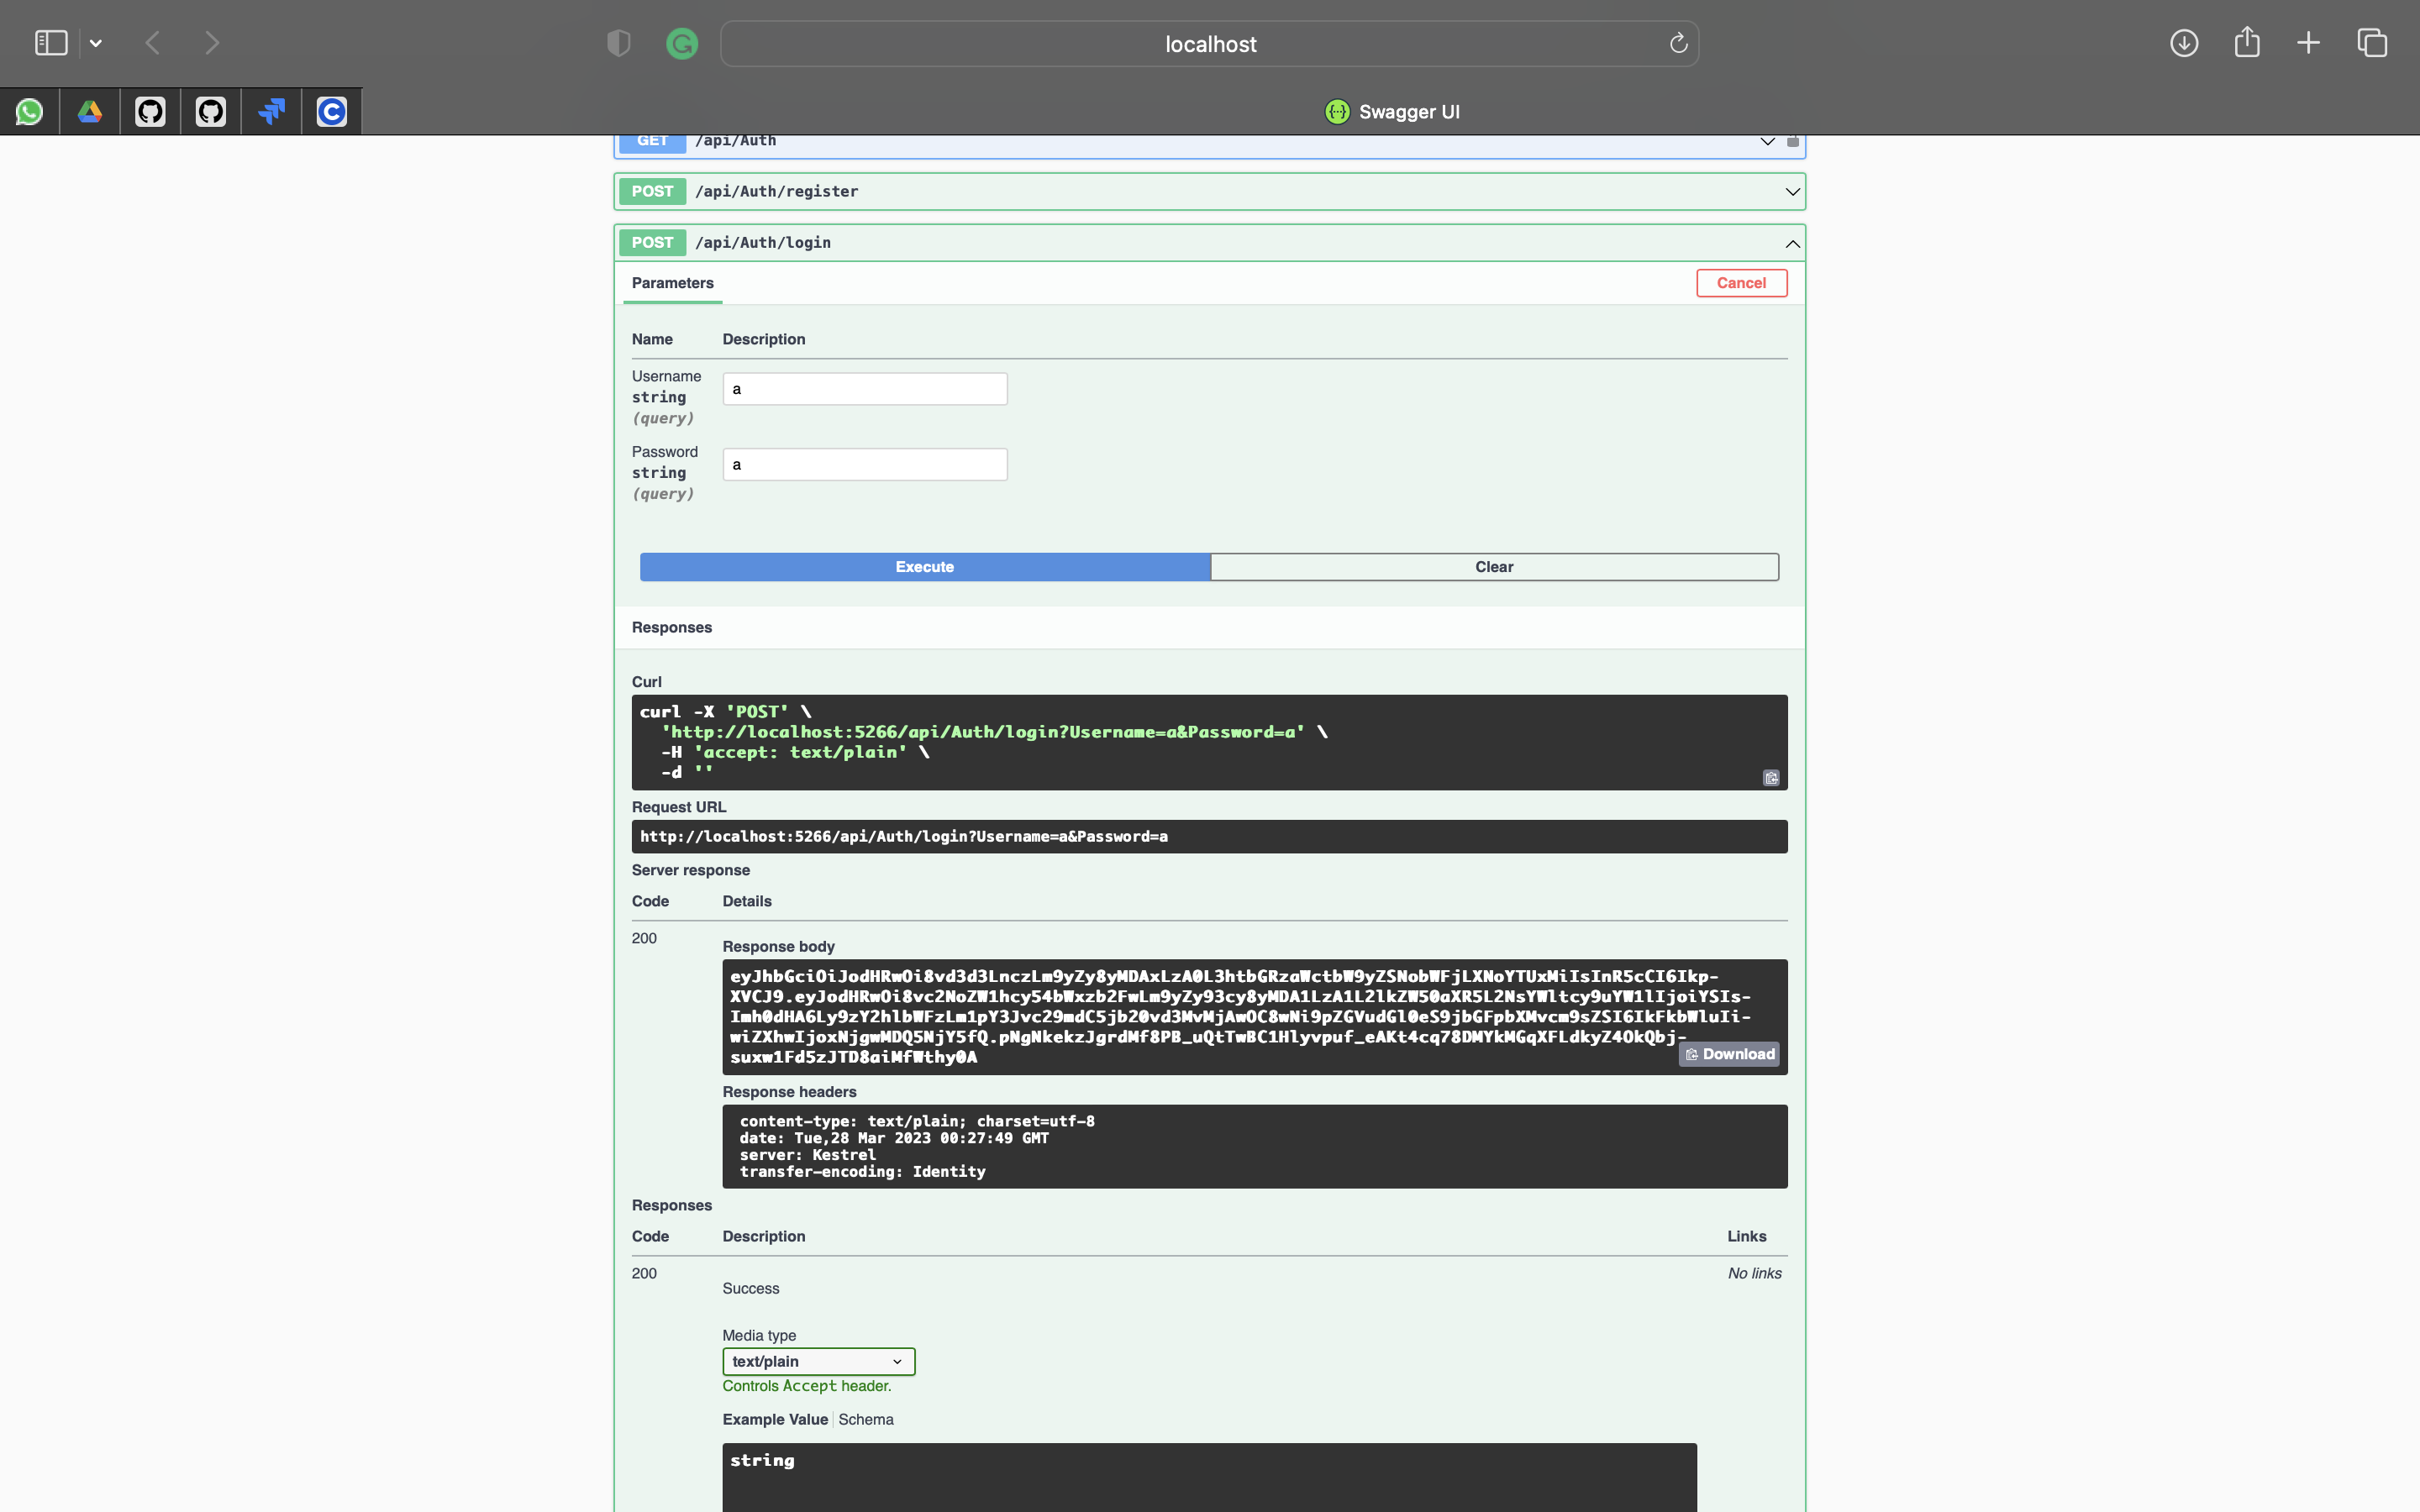 localhost
Swagger UI
GET /api/Auth
POST /api/Auth/register
POST /api/Auth/login
Parameters
Cancel
Name Description
Username
string
(query)
a
Password
string
(query)
a
Execute Clear
Responses
Curl
curl -X 'POST' \
'http://localhost:5266/api/Auth/login?Username=a&Password=a' \
-H 'accept: text/plain' \
-d ''
Request URL
http://localhost:5266/api/Auth/login?Username=a&Password=a
Server response
Code Details
200
Response body
eyJhbGciOiJodHRwOi8vd3d3LnczLm9yZy8yMDAxLzA0L3htbGRzaWctbW9yZSNobWFjLXNoYTUxMiIsInR5cCI6Ikp-
XVCJ9.eyJodHRwOi8vc2NoZW1hcy54bWxzb2FwLm9yZy93cy8yMDA1LzA1L2lkZW50aXR5L2NsYWltcy9uYW1lIjoiYSIs-
Imh0dHA6Ly9zY2hlbWFzLm1pY3Jvc29mdC5jb20vd3MvMjAwOC8wNi9pZGVudGl0eS9jbGFpbXMvcm9sZSI6IkFkbWluIi-
wiZXhwIjoxNjgwMDQ5NjY5fQ.pNgNkekzJgrdMf8PB_uQtTwBC1Hlyvpuf_eAKt4cq78DMYkMGqXFLdkyZ4OkQbj-
suxw1Fd5zJTD8aiMfWthy0A
Download
Response headers
content-type: text/plain; charset=utf-8
date: Tue,28 Mar 2023 00:27:49 GMT
server: Kestrel
transfer-encoding: Identity
Responses
Code Description Links
200
Success
No links
Media type
text/plain
Controls Accept header.
Example Value Schema
string